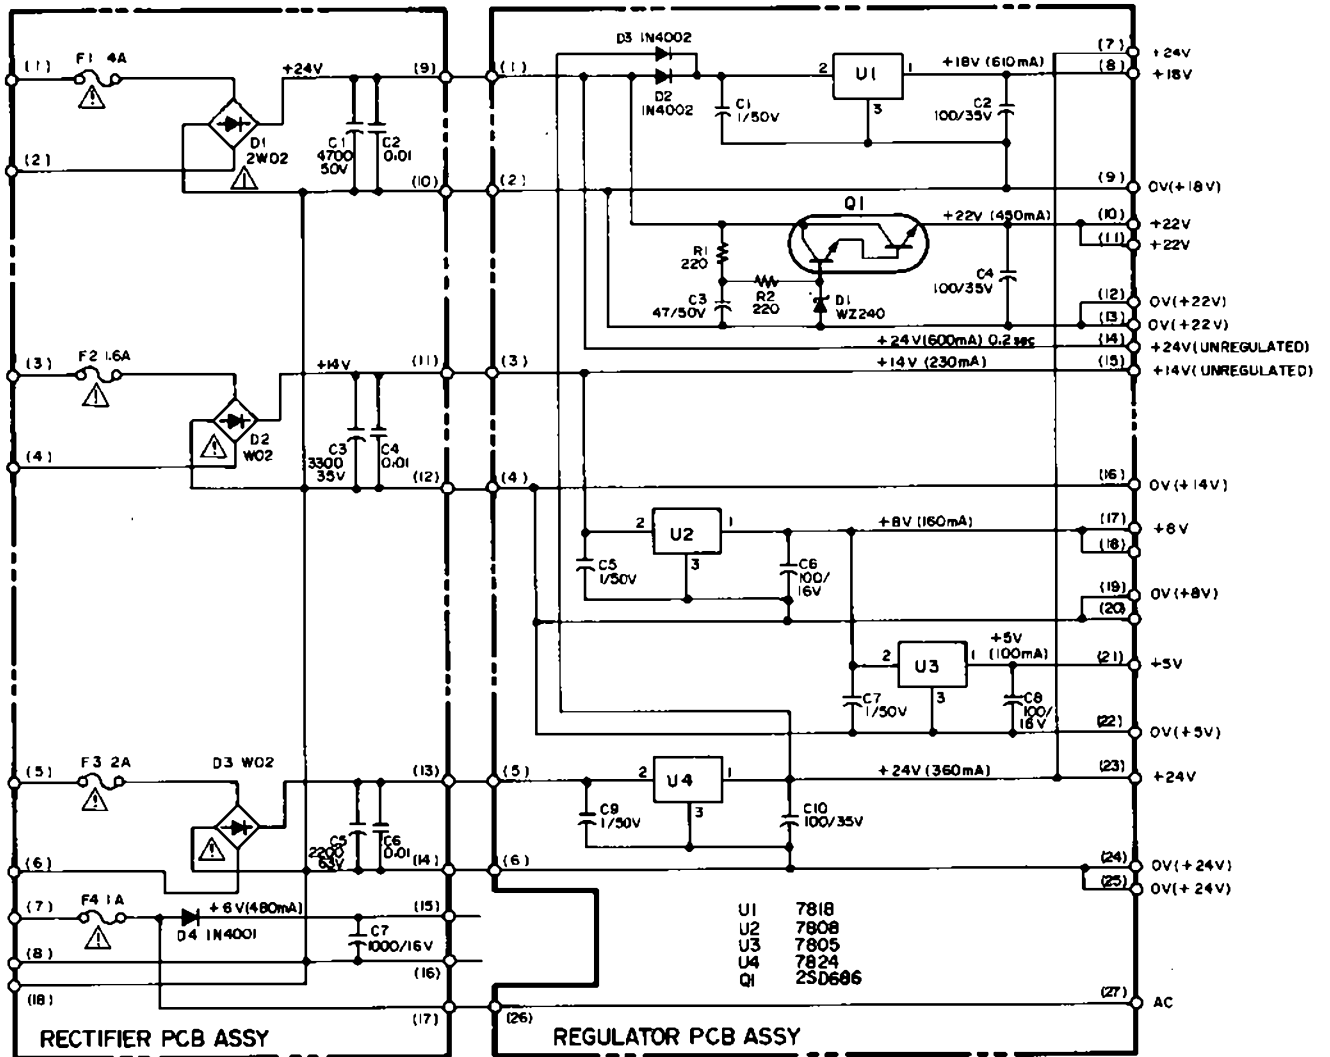 F1 4A
(1)
+24V
(9)
D1
2W02
C1
4700
50V
C2
0.01
(2)
(10)
F2 1.6A
(3)
+14V
(11)
D2
W02
C3
3300
35V
C4
0.01
(4)
(12)
F3 2A
D3 W02
(5)
(13)
C5
2200
63V
C6
0.01
(6)
(14)
(7)
F4 1A
+6V(480mA)
(15)
D4 1N4001
C7
1000/16V
(8)
(16)
(18)
(17)
RECTIFIER PCB ASSY
D3 1N4002
(1)
D2
1N4002
C1
1/50V
2
U1
1
3
+18V (610mA)
C2
100/35V
(7)
+24V
(8)
+18V
(2)
(9)
0V(+18V)
Q1
+22V (450mA)
(10)
+22V
(11)
+22V
R1
220
C3
47/50V
R2
220
D1
WZ240
C4
100/35V
(12)
0V(+22V)
(13)
0V(+22V)
+24V(600mA) 0.2sec
(14)
+24V(UNREGULATED)
(3)
+14V (230mA)
(15)
+14V(UNREGULATED)
(4)
(16)
0V(+14V)
2
U2
1
3
C5
1/50V
C6
100/
16V
+8V (160mA)
(17)
+8V
(18)
(19)
0V(+8V)
(20)
2
U3
1
3
+5V
(100mA)
(21)
+5V
C7
1/50V
C8
100/
16V
(22)
0V(+5V)
(5)
2
U4
1
3
+24V (360mA)
(23)
+24V
C9
1/50V
C10
100/35V
(6)
(24)
0V(+24V)
(25)
0V(+24V)
U1 7818
U2 7808
U3 7805
U4 7824
Q1 2SD686
(26)
(27)
AC
REGULATOR PCB ASSY